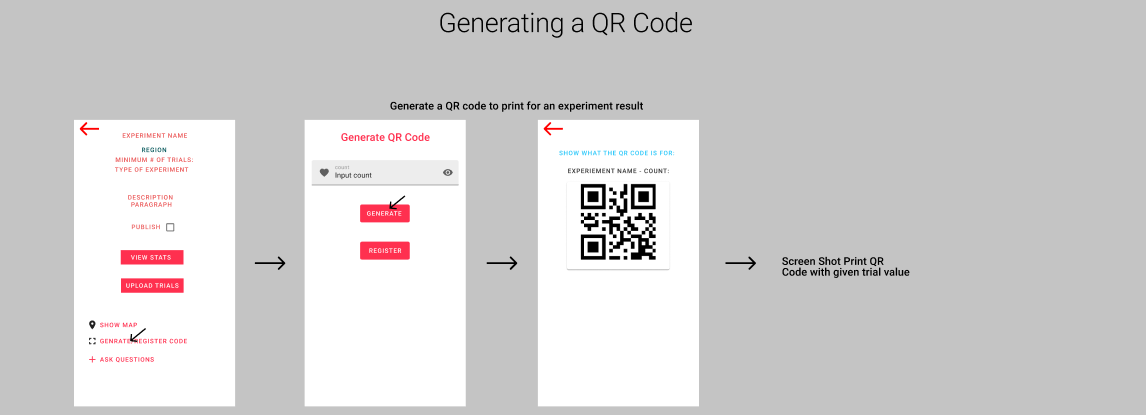 Generating a QR Code
Generate a QR code to print for an experiment result
EXPERIMENT NAME
REGION
MINIMUM # OF TRIALS:
TYPE OF EXPERIMENT
DESCRIPTION
PARAGRAPH
PUBLISH
VIEW STATS
UPLOAD TRIALS
SHOW MAP
GENRATE/REGISTER CODE
ASK QUESTIONS
Generate QR Code
count
Input count
GENERATE
REGISTER
SHOW WHAT THE QR CODE IS FOR:
EXPERIEMENT NAME - COUNT:
Screen Shot Print QR
Code with given trial value